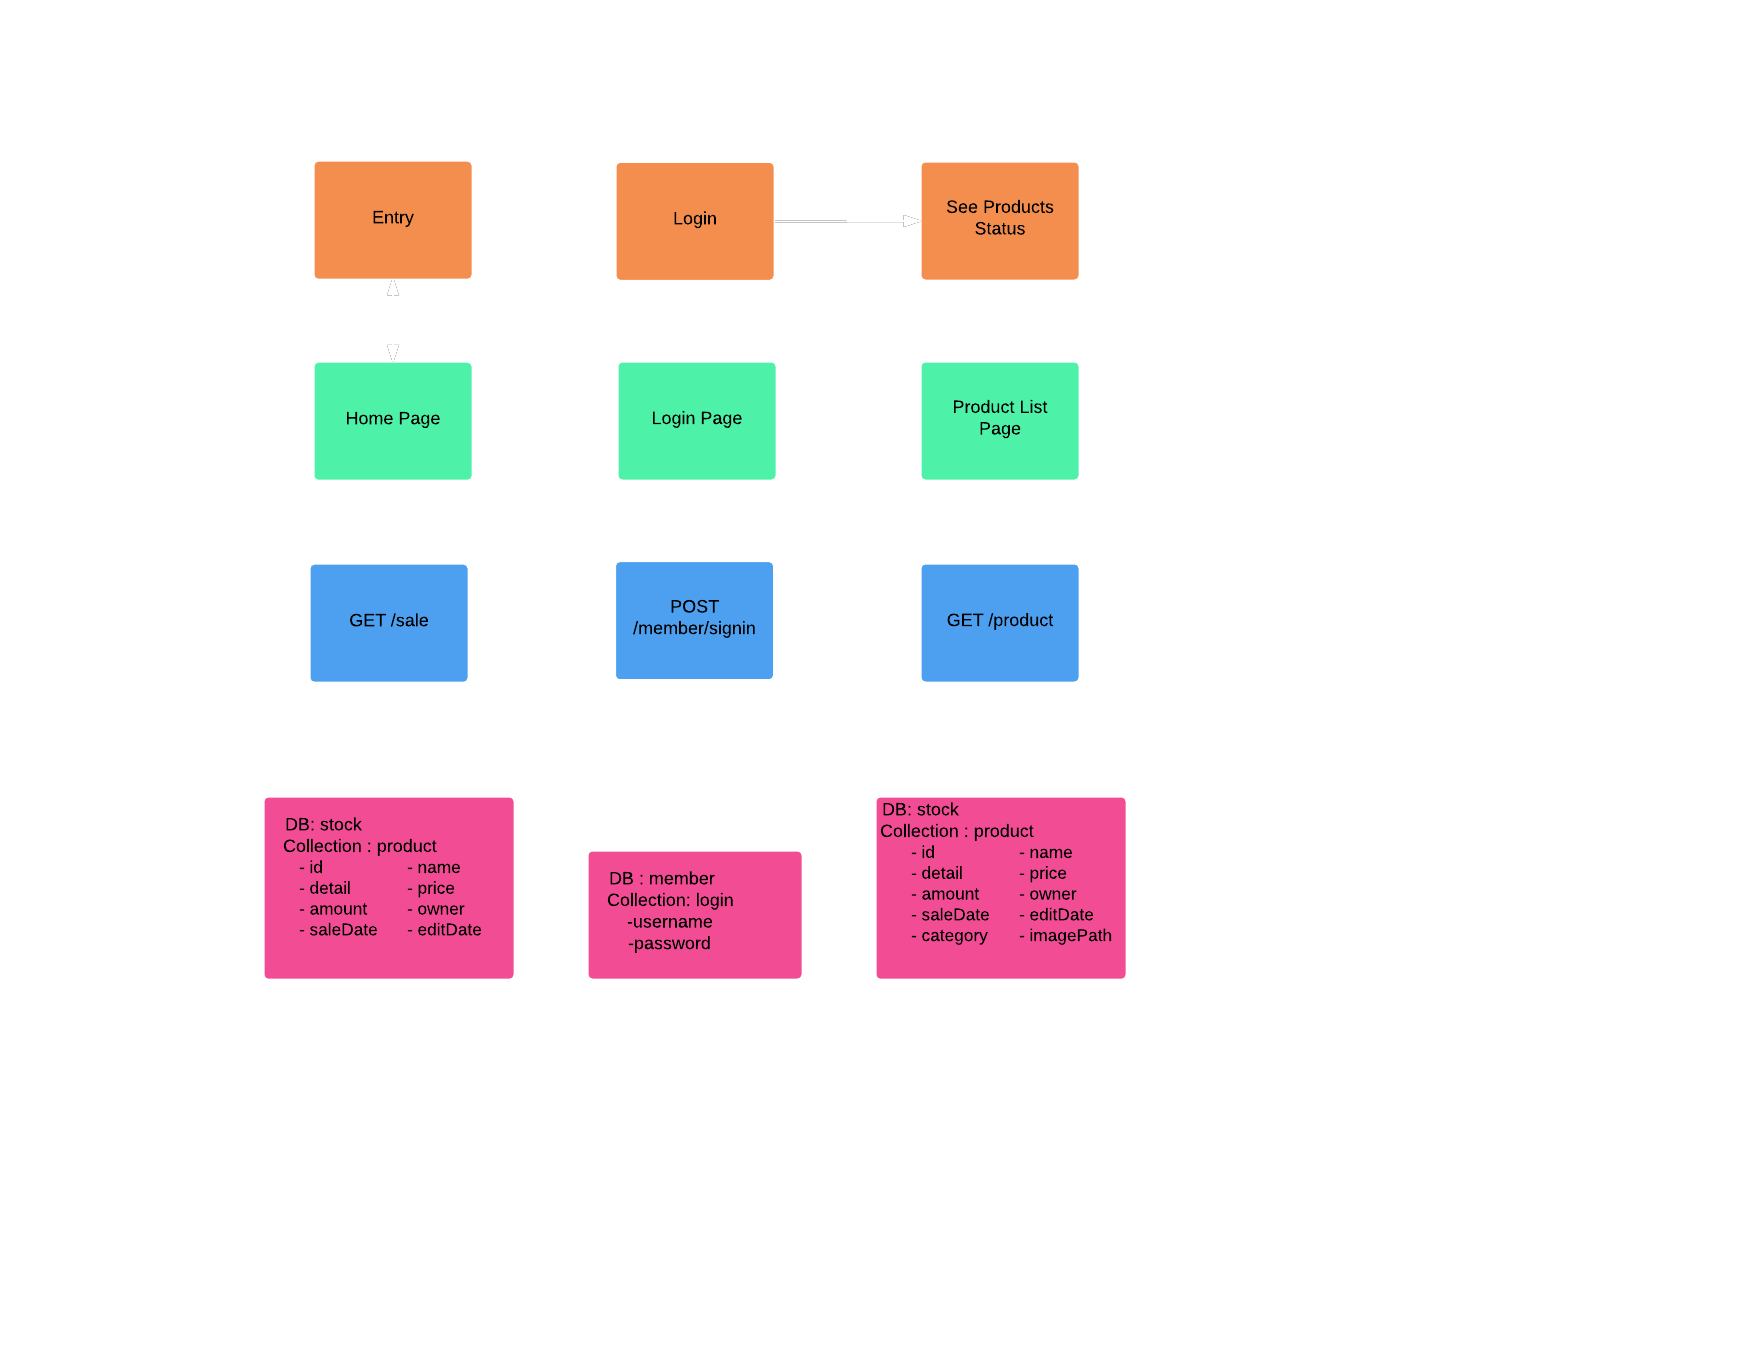 Entry
Login
See Products
Status
Home Page
Login Page
Product List
Page
GET /sale
POST
/member/signin
GET /product
DB: stock
Collection : product
- id - name
- detail - price
- amount - owner
- saleDate - editDate
DB : member
Collection: login
-username
-password
DB: stock
Collection : product
- id - name
- detail - price
- amount - owner
- saleDate - editDate
- category - imagePath